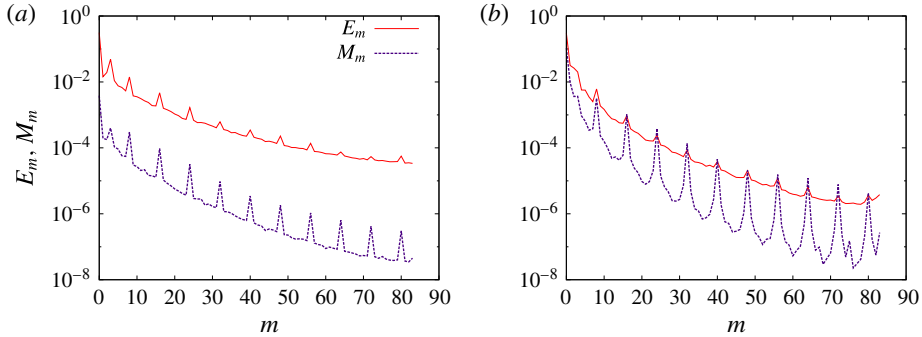 (a) (b)
10^0 10^0
E_m
M_m
10^{-2} 10^{-2}
10^{-4} 10^{-4}
10^{-6} 10^{-6}
10^{-8} 10^{-8}
E_m, M_m
0 10 20 30 40 50 60 70 80 90
0 10 20 30 40 50 60 70 80 90
m m